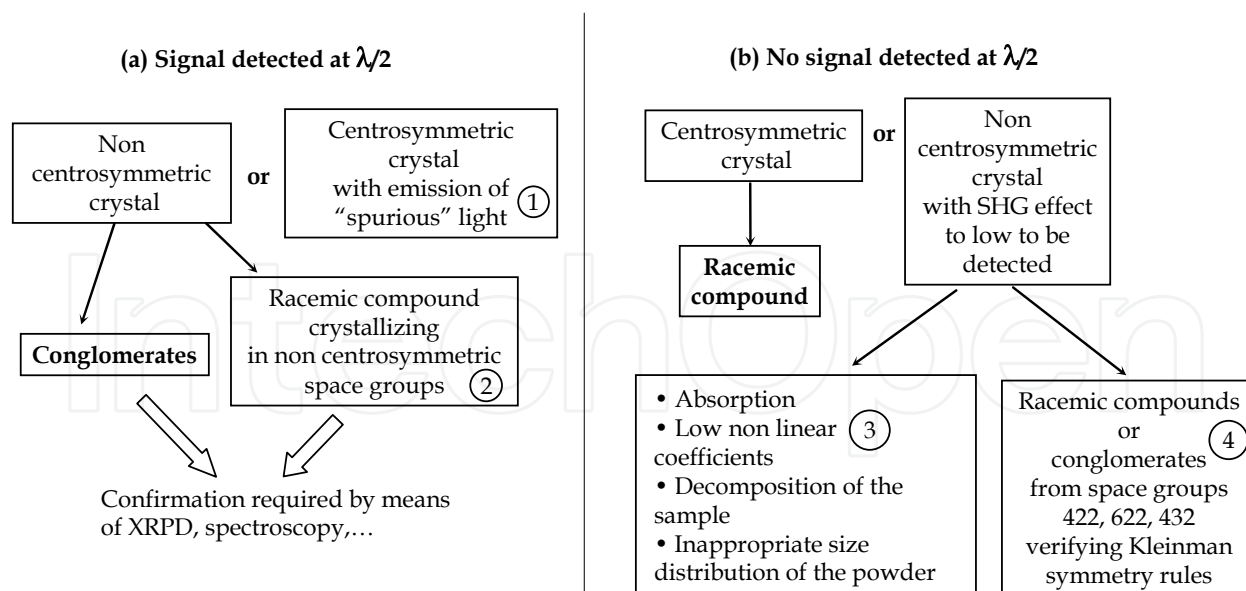 (a) Signal detected at λ/2
Non
centrosymmetric
crystal
or
Centrosymmetric
crystal
with emission of
“spurious” light
1
Conglomerates
Racemic compound
crystallizing
in non centrosymmetric
space groups
2
Confirmation required by means
of XRPD, spectroscopy,…
(b) No signal detected at λ/2
Centrosymmetric
crystal
or
Non
centrosymmetric
crystal
with SHG effect
to low to be
detected
Racemic
compound
• Absorption
• Low non linear
coefficients
• Decomposition of the
sample
• Inappropriate size
distribution of the powder
3
Racemic compounds
or
conglomerates
from space groups
422, 622, 432
verifying Kleinman
symmetry rules
4
IntechOpen